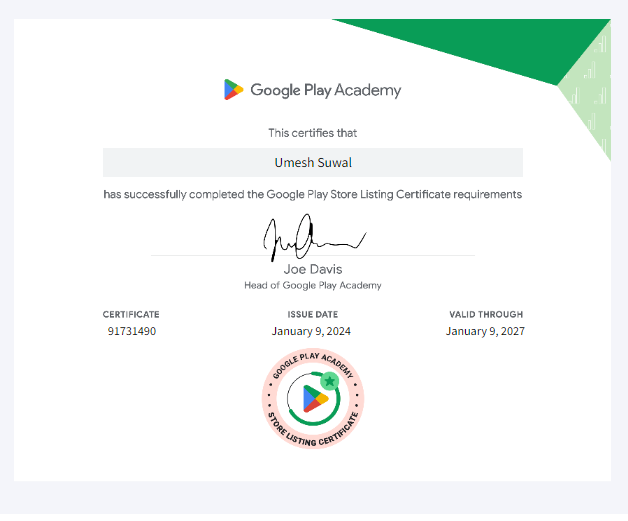 Google Play Academy
This certifies that
Umesh Suwal
has successfully completed the Google Play Store Listing Certificate requirements
Joe Davis
Head of Google Play Academy
CERTIFICATE
91731490
ISSUE DATE
January 9, 2024
VALID THROUGH
January 9, 2027
GOOGLE PLAY ACADEMY
STORE LISTING CERTIFICATE